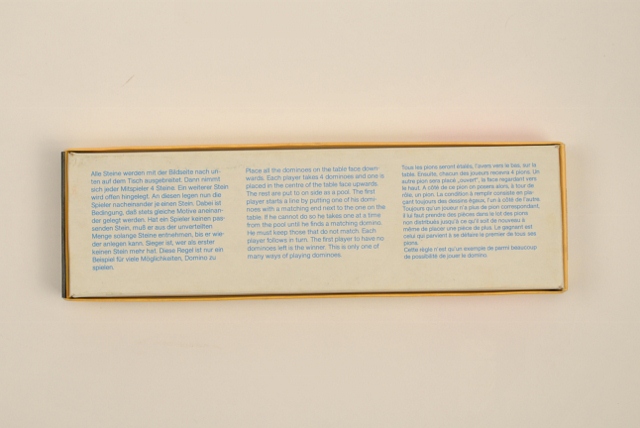 Alle Steine werden mit der Bildseite nach un-
ten auf dem Tisch ausgebreitet. Dann nimmt
sich jeder Mitspieler 4 Steine. Ein weiterer Stein
wird offen hingelegt. An diesen legen nun die
Spieler nacheinander je einen Stein. Dabei ist
Bedingung, daß stets gleiche Motive aneinan-
der gelegt werden. Hat ein Spieler keinen pas-
senden Stein, muß er aus der unverteilten
Menge solange Steine entnehmen, bis er wie-
der anlegen kann. Sieger ist, wer als erster
keinen Stein mehr hat. Diese Regel ist nur ein
Beispiel für viele Möglichkeiten, Domino zu
spielen.
Place all the dominoes on the table face down-
wards. Each player takes 4 dominoes and one is
placed in the centre of the table face upwards.
The rest are put to on side as a pool. The first
player starts a line by putting one of his domi-
noes with a matching end next to the one on the
table. If he cannot do so he takes one at a time
from the pool until he finds a matching domino.
He must keep those that do not match. Each
player follows in turn. The first player to have no
dominoes left is the winner. This is only one of
many ways of playing dominoes.
Tous les pions seront étalés, l'avers vers le bas, sur la
table. Ensuite, chacun des joueurs recevra 4 pions. Un
autre pion sera placé „ouvert", la face regardant vers
le haut. A côté de ce pion on posera alors, à tour de
rôle, un pion. La condition à remplir consiste en pla-
çant toujours des dessins égaux, l'un à côté de l'autre.
Toujours qu'un joueur n'a plus de pion correspondant,
il lui faut prendre des pièces dans le lot des pions
non distribués jusqu'à ce qu'il soit de nouveau à
même de placer une pièce de plus. Le gagnant est
celui qui parvient à se défaire le premier de tous ses
pions.
Cette règle n'est qu'un exemple de parmi beaucoup
de possibilité de jouer le domino.